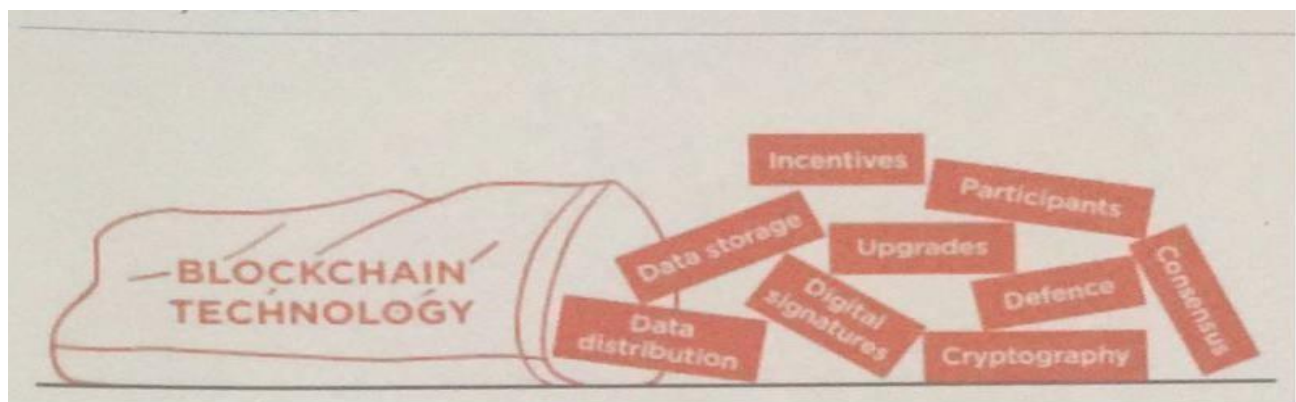 Incentives
Participants
Data storage
Upgrades
BLOCKCHAIN
TECHNOLOGY
Digital
signatures
Defence
Consensus
Data
distribution
Cryptography